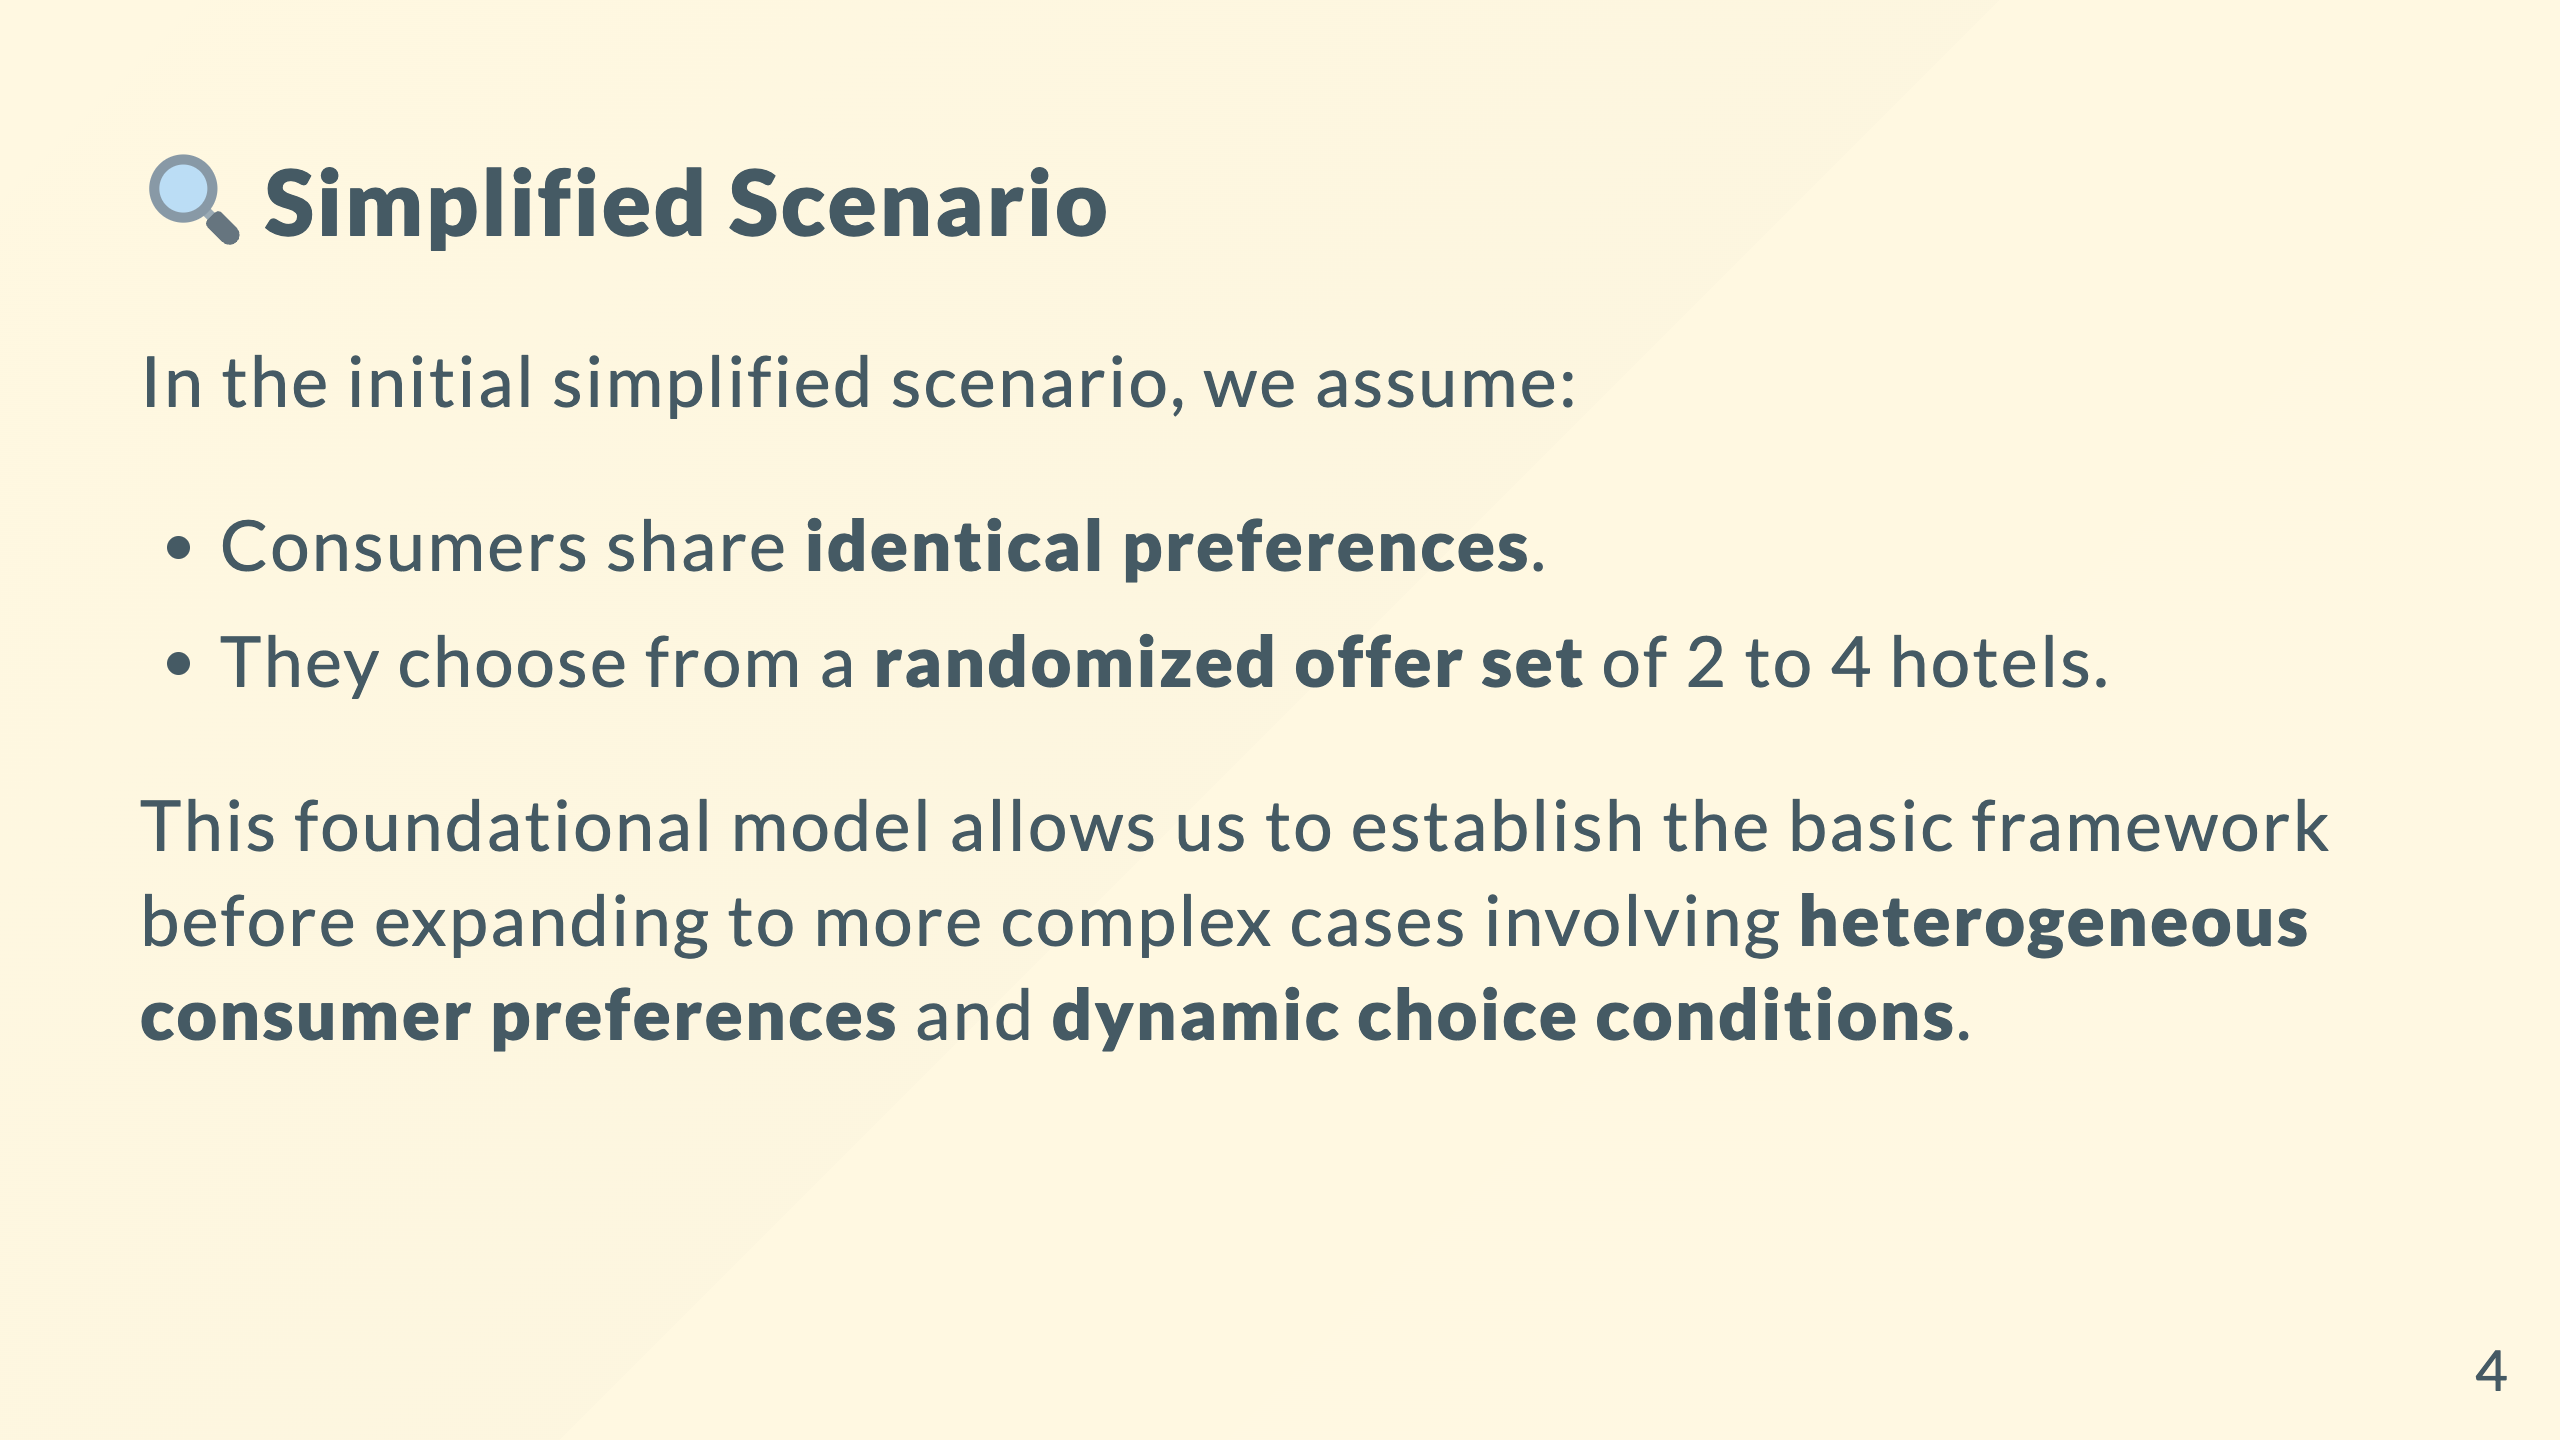 Simplified Scenario
In the initial simplified scenario, we assume:
• Consumers share identical preferences.
• They choose from a randomized offer set of 2 to 4 hotels.
This foundational model allows us to establish the basic framework
before expanding to more complex cases involving heterogeneous
consumer preferences and dynamic choice conditions.
4